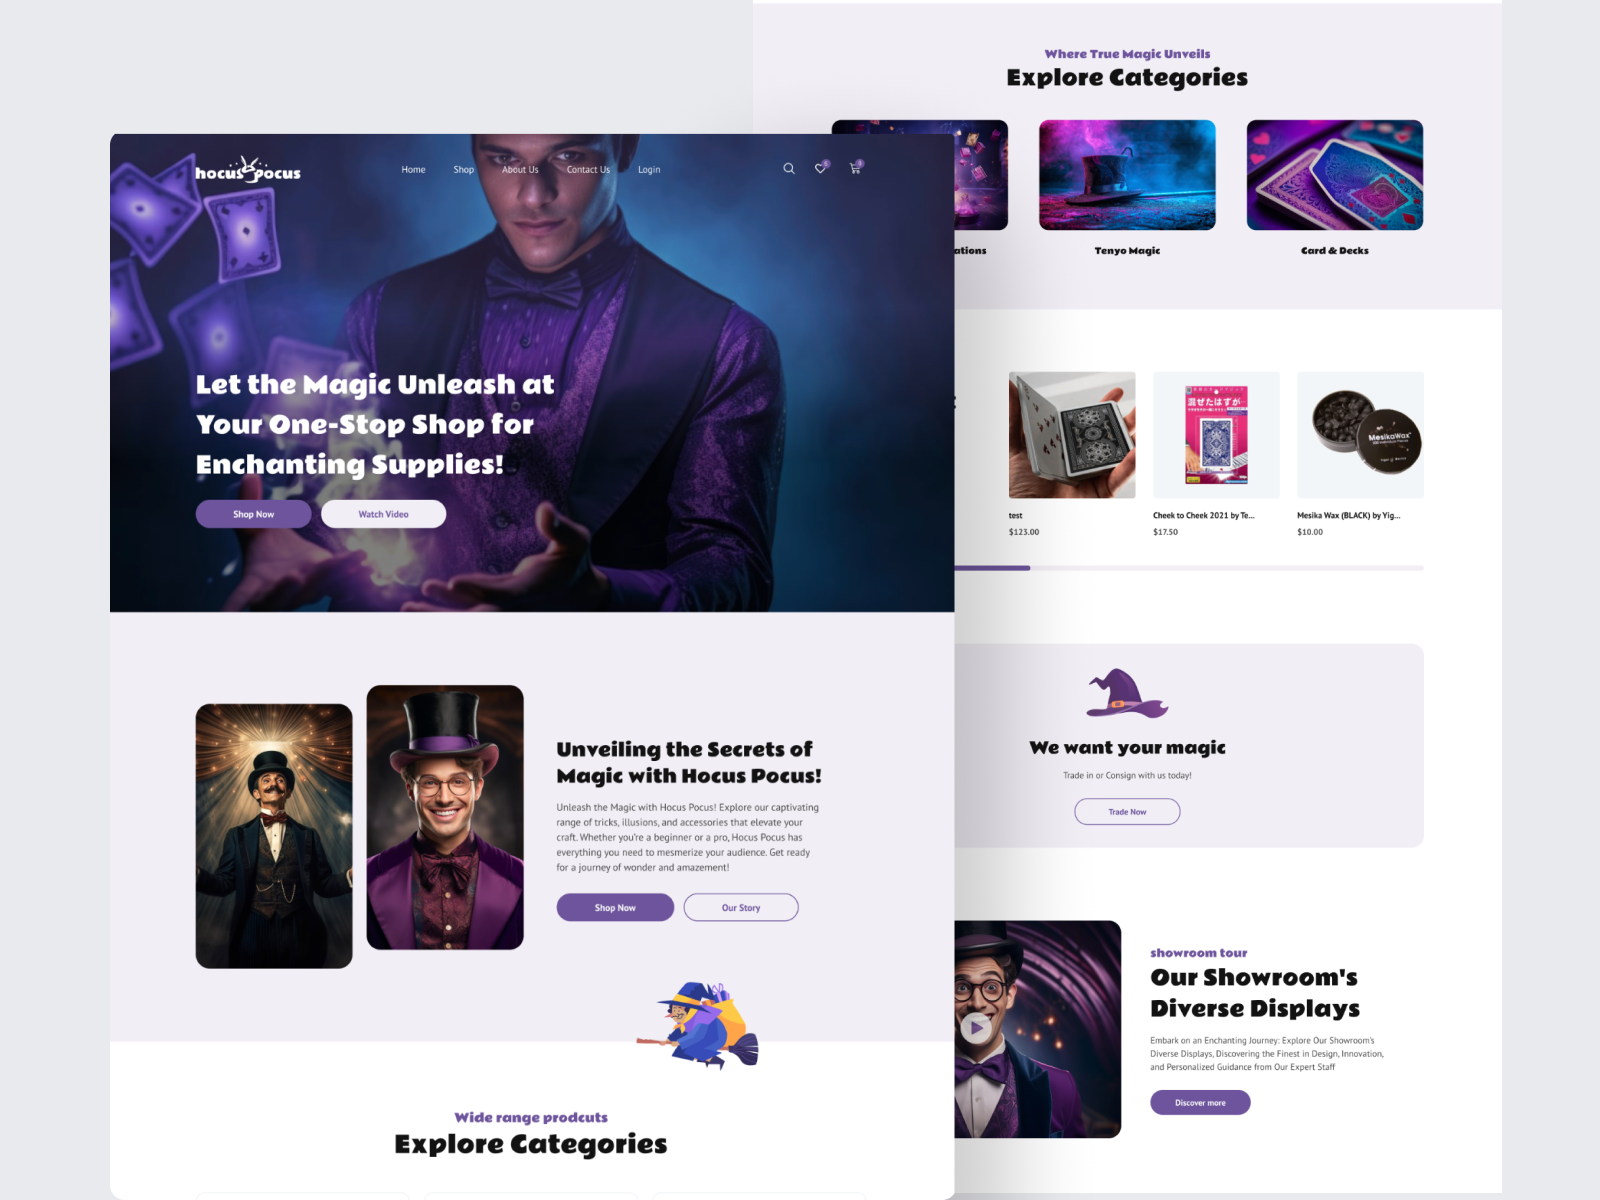 hocus pocus
Home
Shop
About Us
Contact Us
Login
0
0
Let the Magic Unleash at
Your One-Stop Shop for
Enchanting Supplies!
Shop Now
Watch Video
Unveiling the Secrets of
Magic with Hocus Pocus!
Unleash the Magic with Hocus Pocus! Explore our captivating
range of tricks, illusions, and accessories that elevate your
craft. Whether you're a beginner or a pro, Hocus Pocus has
everything you need to mesmerize your audience. Get ready
for a journey of wonder and amazement!
Shop Now
Our Story
Wide range prodcuts
Explore Categories
Where True Magic Unveils
Explore Categories
ations
Tenyo Magic
Card & Decks
混ぜたはずが…
MesikaWax
test
$123.00
Cheek to Cheek 2021 by Te...
$17.50
Mesika Wax (BLACK) by Yig...
$10.00
We want your magic
Trade in or Consign with us today!
Trade Now
showroom tour
Our Showroom's
Diverse Displays
Embark on an Enchanting Journey: Explore Our Showroom's
Diverse Displays, Discovering the Finest in Design, Innovation,
and Personalized Guidance from Our Expert Staff
Discover more